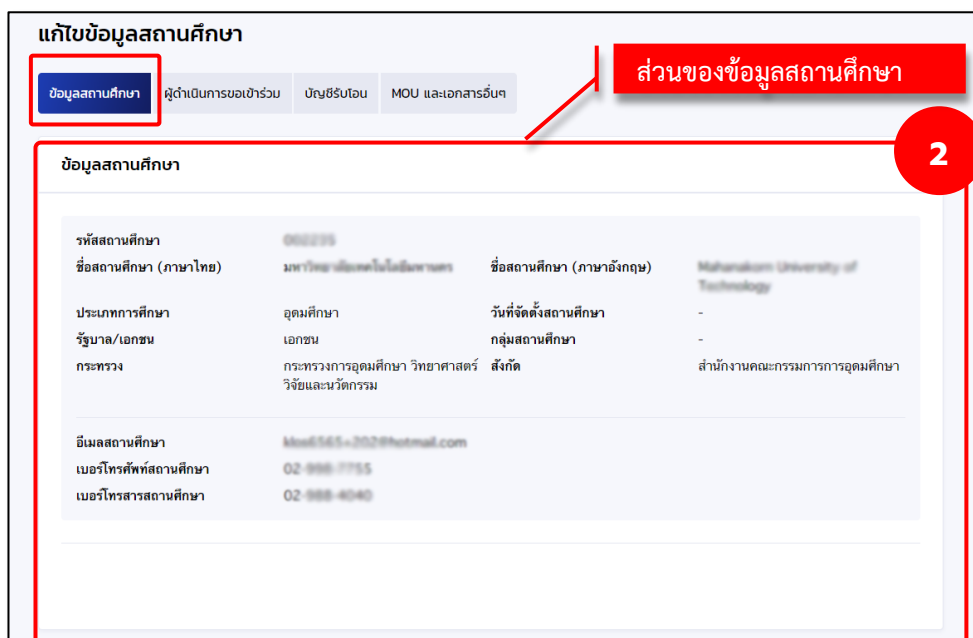 แก้ไขข้อมูลสถานศึกษา
ส่วนของข้อมูลสถานศึกษา
ข้อมูลสถานศึกษา ผู้ดำเนินการขอเข้าร่วม บัญชีรับโอน MOU และเอกสารอื่นๆ
2
ข้อมูลสถานศึกษา
รหัสสถานศึกษา
ชื่อสถานศึกษา (ภาษาไทย) ชื่อสถานศึกษา (ภาษาอังกฤษ)
ประเภทการศึกษา อุดมศึกษา วันที่จัดตั้งสถานศึกษา -
รัฐบาล/เอกชน เอกชน กลุ่มสถานศึกษา -
กระทรวง กระทรวงการอุดมศึกษา วิทยาศาสตร์ สังกัด สำนักงานคณะกรรมการการอุดมศึกษา
วิจัยและนวัตกรรม
อีเมลสถานศึกษา
เบอร์โทรศัพท์สถานศึกษา 02-
เบอร์โทรสารสถานศึกษา 02-